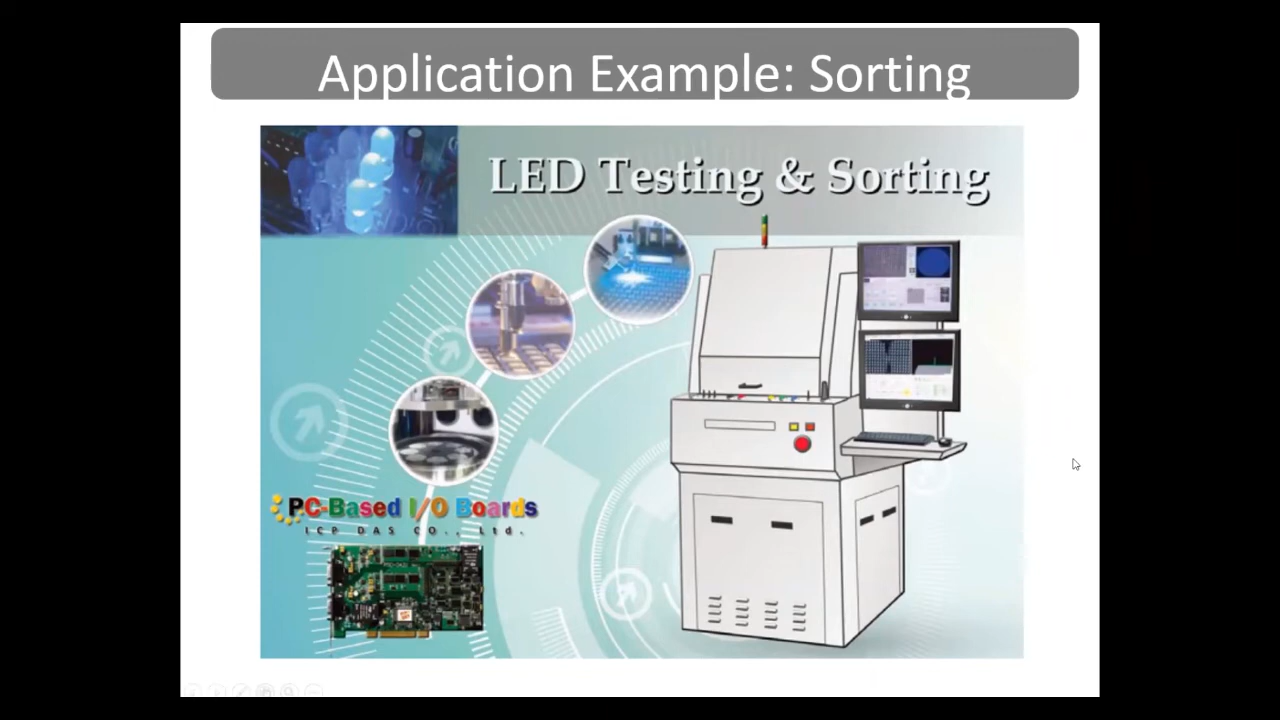 Application Example: Sorting
LED Testing & Sorting
PC-Based I/O Boards
ICP DAS CO., Ltd.